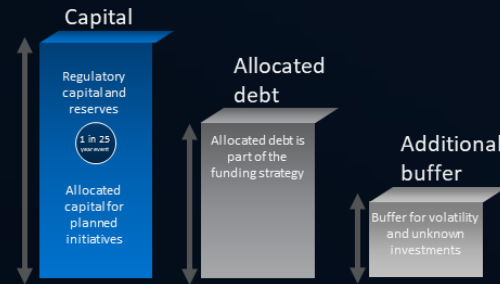 Capital
Regulatory
capital and
reserves
1 in 25
year event
Allocated
capital for
planned
initiatives
Allocated
debt
Allocated debt is
part of the
funding strategy
Additional
buffer
Buffer for volatility
and unknown
investments